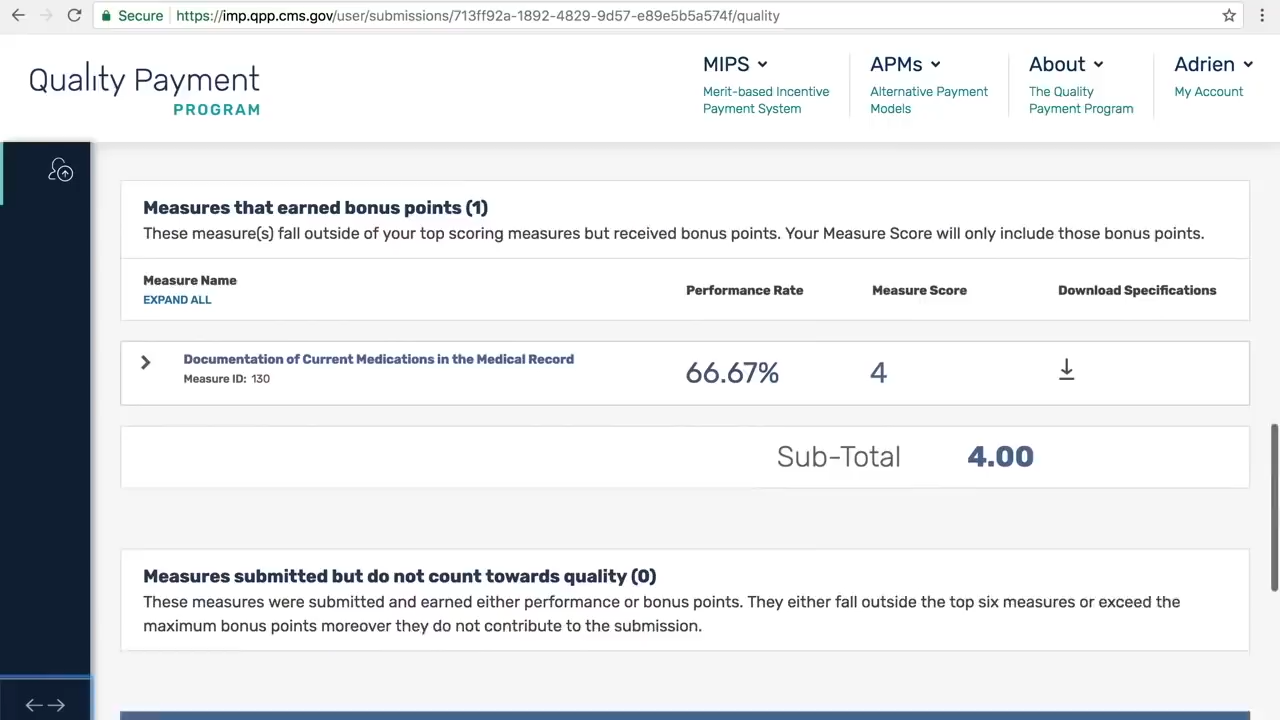 Secure https://imp.qpp.cms.gov/user/submissions/713ff92a-1892-4829-9d57-e89e5b5a574f/quality
Quality Payment
PROGRAM
MIPS
Merit-based Incentive
Payment System
APMs
Alternative Payment
Models
About
The Quality
Payment Program
Adrien
My Account
Measures that earned bonus points (1)
These measure(s) fall outside of your top scoring measures but received bonus points. Your Measure Score will only include those bonus points.
Measure Name
EXPAND ALL
Performance Rate
Measure Score
Download Specifications
Documentation of Current Medications in the Medical Record
Measure ID: 130
66.67%
4
Sub-Total 4.00
Measures submitted but do not count towards quality (0)
These measures were submitted and earned either performance or bonus points. They either fall outside the top six measures or exceed the
maximum bonus points moreover they do not contribute to the submission.